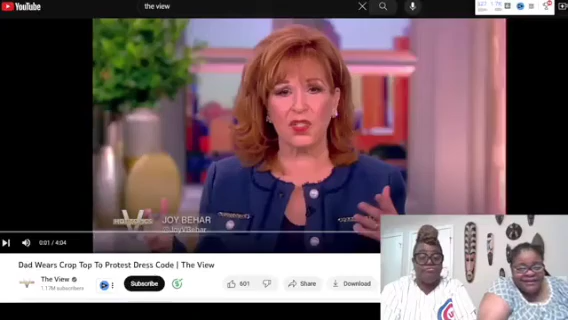 YouTube
the view
JOY BEHAR
@JoyVBehar
0:01 / 4:04
Dad Wears Crop Top To Protest Dress Code | The View
The View
1.17M subscribers
Subscribe
601
Share
Download